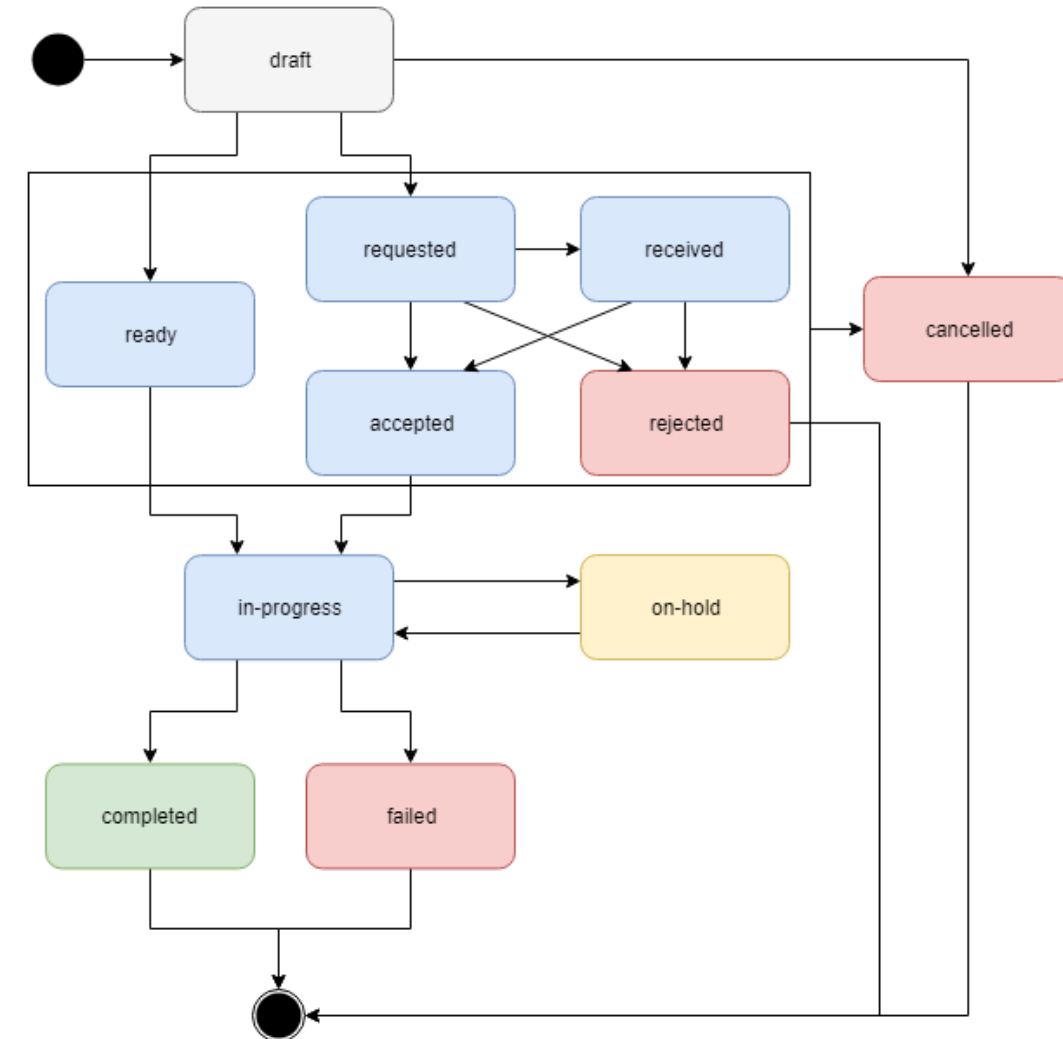 draft
requested
received
ready
cancelled
accepted
rejected
in-progress
on-hold
completed
failed